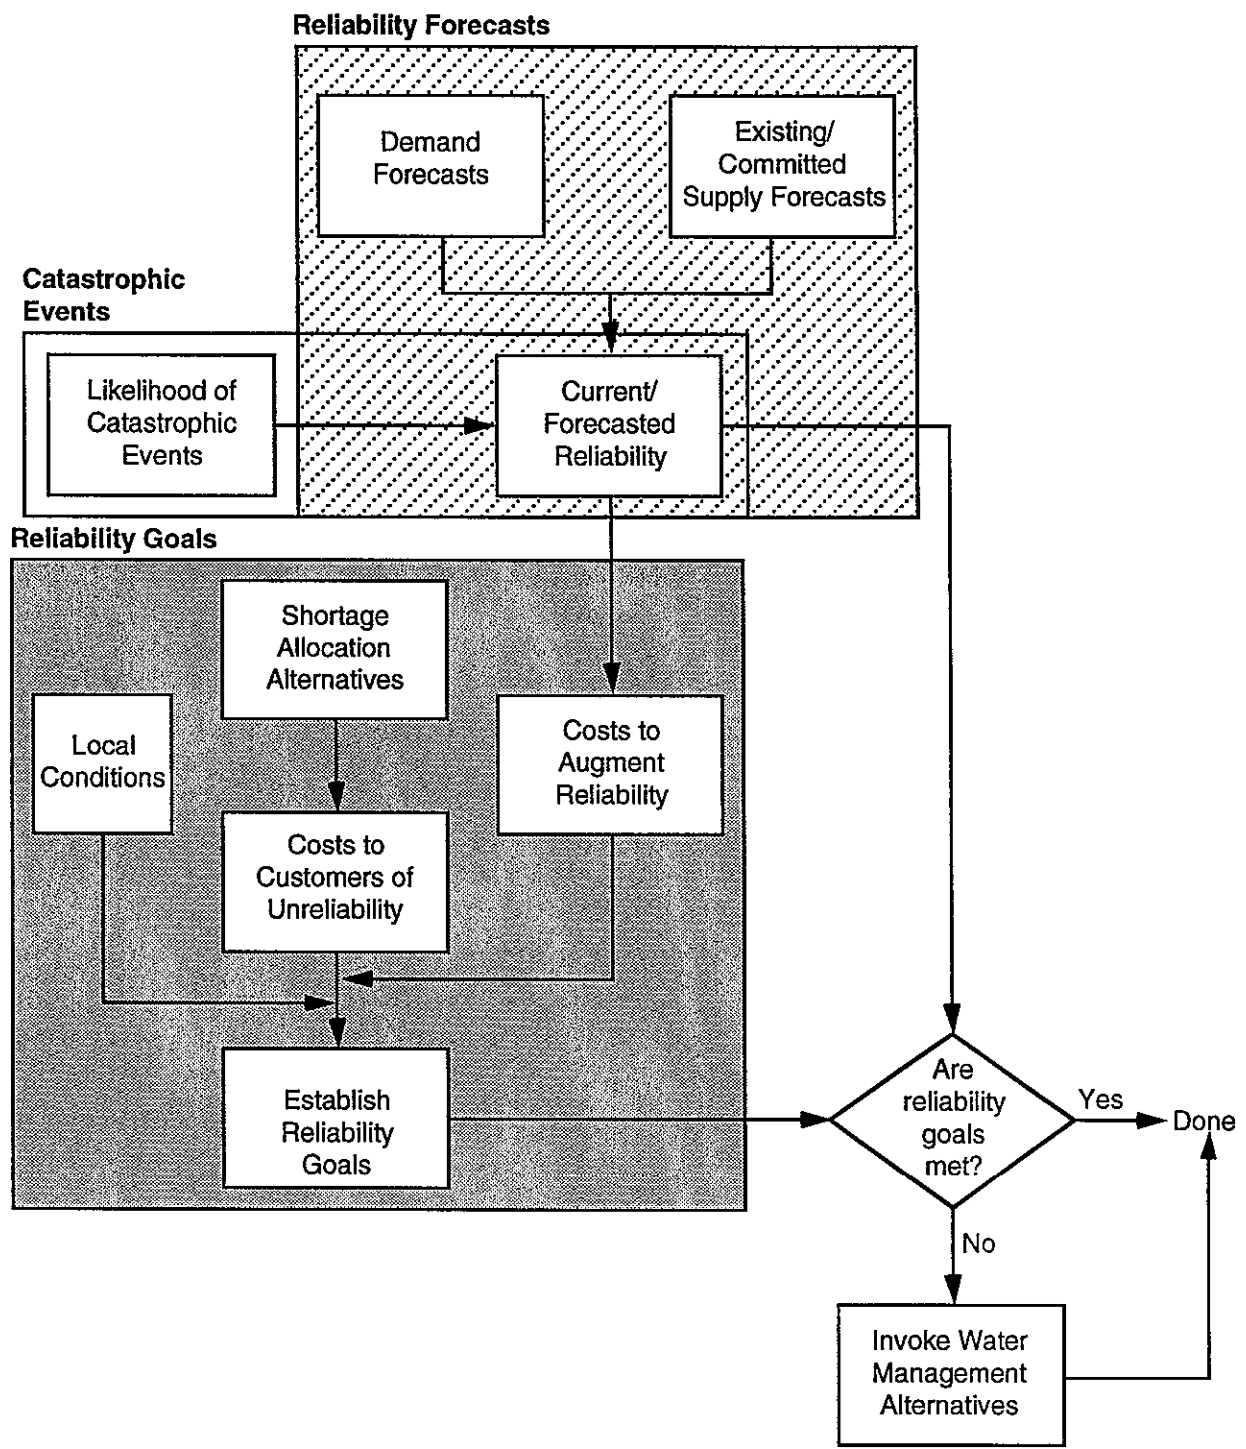 Reliability Forecasts
Demand
Forecasts
Existing/
Committed
Supply Forecasts
Catastrophic
Events
Likelihood of
Catastrophic
Events
Current/
Forecasted
Reliability
Reliability Goals
Shortage
Allocation
Alternatives
Local
Conditions
Costs to
Augment
Reliability
Costs to
Customers of
Unreliability
Establish
Reliability
Goals
Are
reliability
goals
met?
Yes
Done
No
Invoke Water
Management
Alternatives